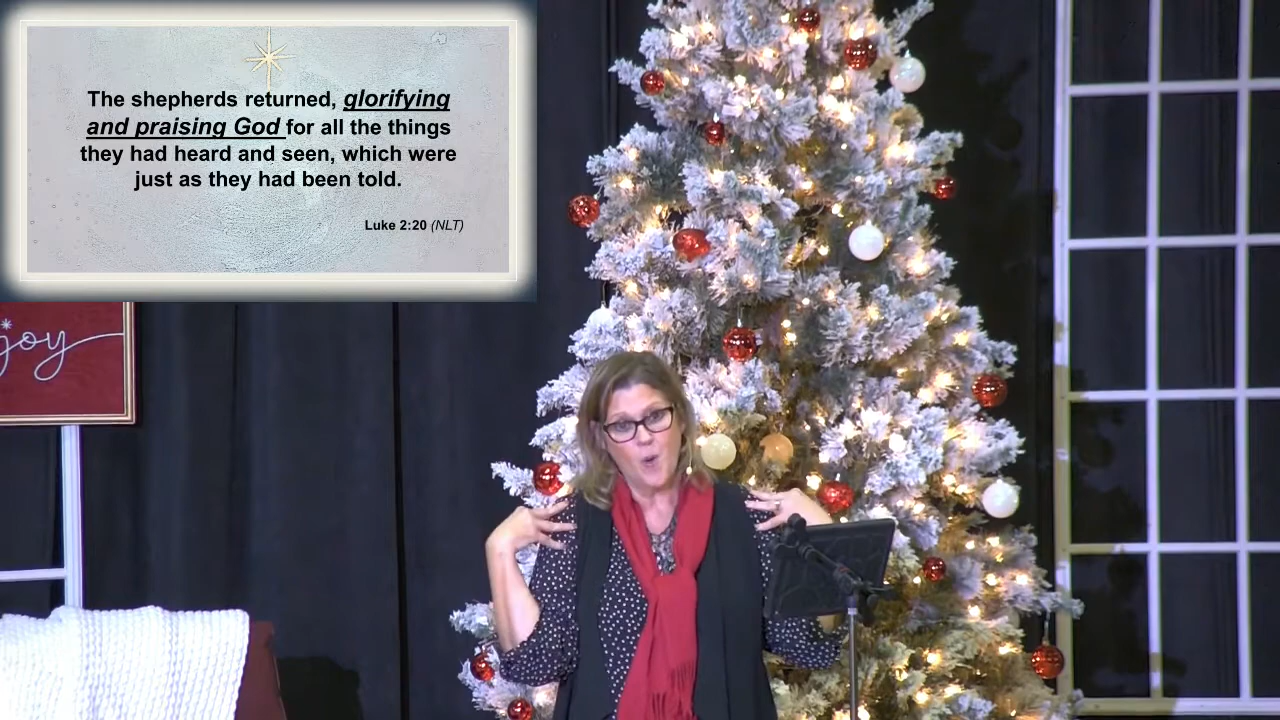 The shepherds returned, glorifying
and praising God for all the things
they had heard and seen, which were
just as they had been told.
Luke 2:20 (NLT)
joy